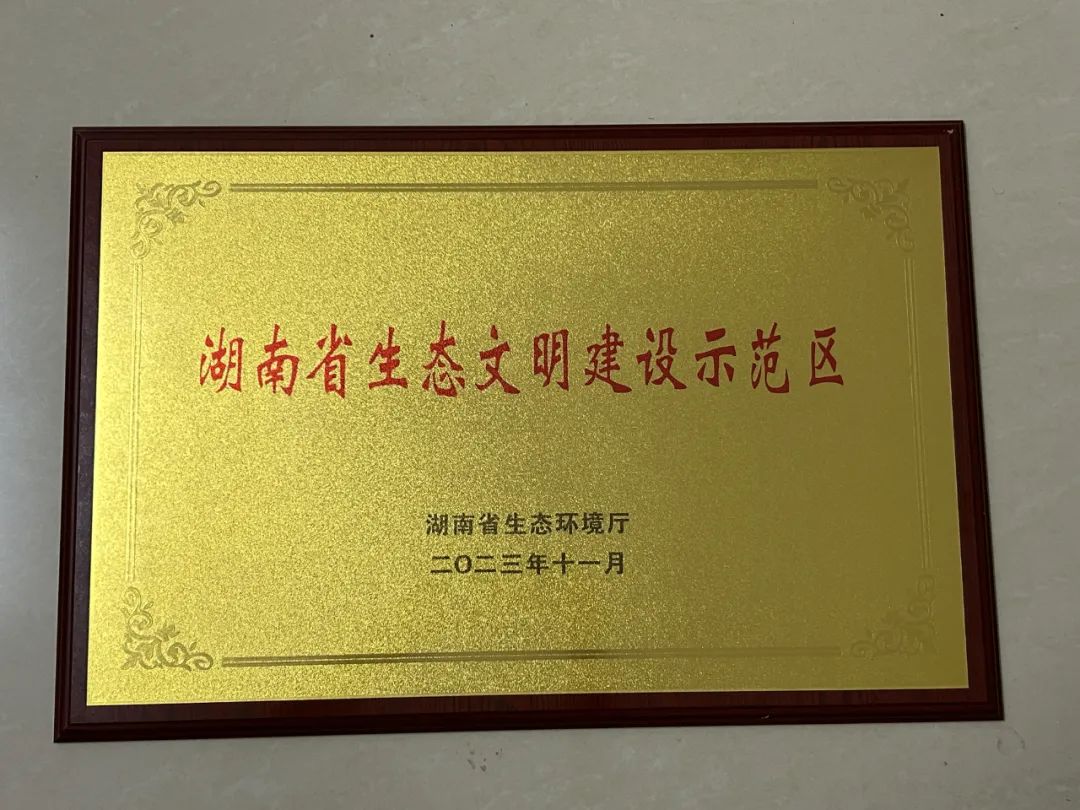 湖南省生态文明建设示范区
湖南省生态环境厅
二〇二三年十一月